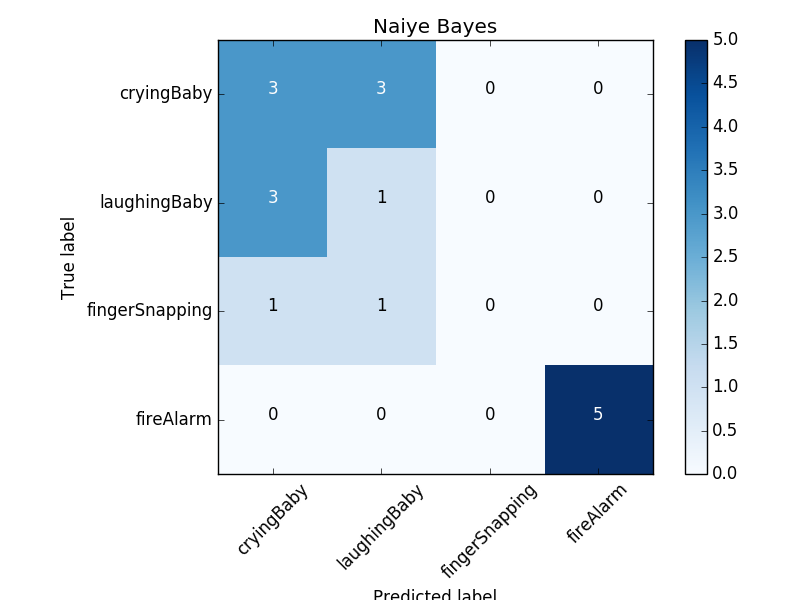 Naiye Bayes
cryingBaby 3 3 0 0
laughingBaby 3 1 0 0
fingerSnapping 1 1 0 0
fireAlarm 0 0 0 5
True label
cryingBaby laughingBaby fingerSnapping fireAlarm
Predicted label
5.0
4.5
4.0
3.5
3.0
2.5
2.0
1.5
1.0
0.5
0.0